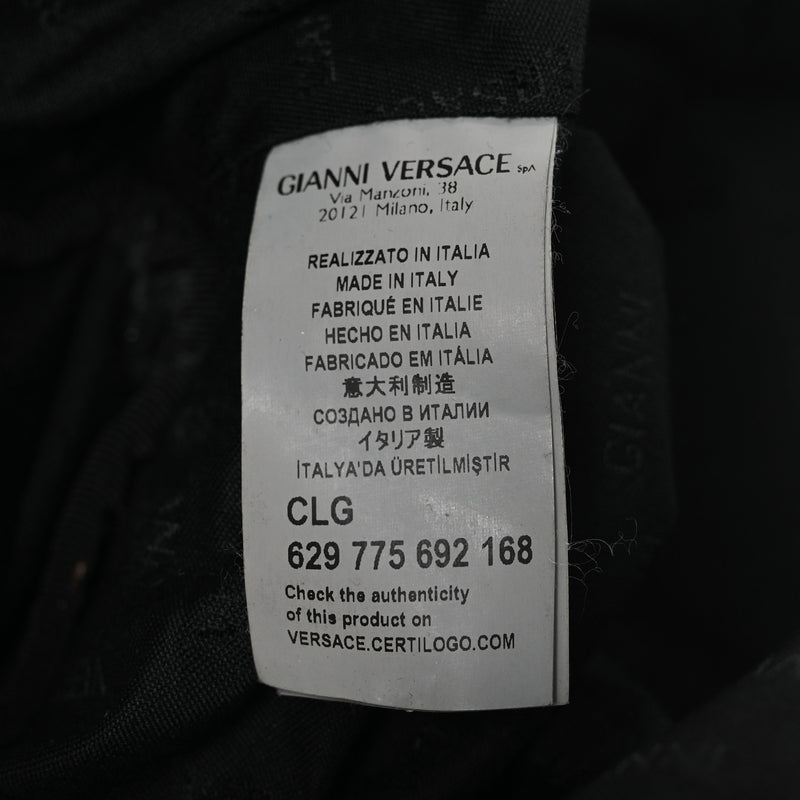 GIANNI VERSACE SpA
Via Manzoni, 38
20121 Milano, Italy
REALIZZATO IN ITALIA
MADE IN ITALY
FABRIQUÉ EN ITALIE
HECHO EN ITALIA
FABRICADO EM ITÁLIA
意大利制造
СОЗДАНО В ИТАЛИИ
イタリア製
İTALYA'DA ÜRETİLMİŞTİR
CLG
629 775 692 168
Check the authenticity
of this product on
VERSACE.CERTILOGO.COM
GIANNI